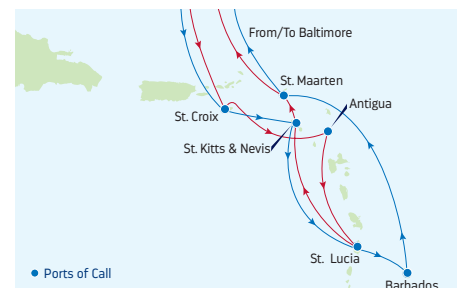 From/To Baltimore
St. Maarten
Antigua
St. Croix
St. Kitts & Nevis
St. Lucia
Ports of Call
Barbados